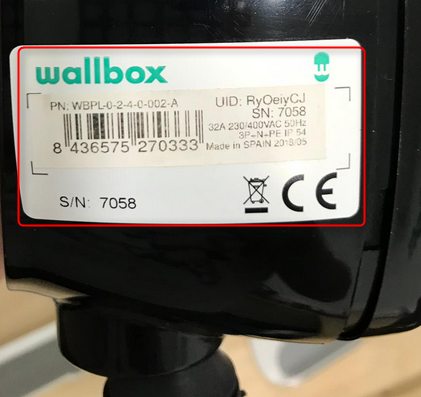 wallbox
PN: WBPL-0-2-4-0-002-A
UID: RyOeiyCJ
SN: 7058
32A 230/400VAC 50Hz
3P+N+PE IP 54
Made in SPAIN 2018/05
8 436575 270333
S/N: 7058
CE